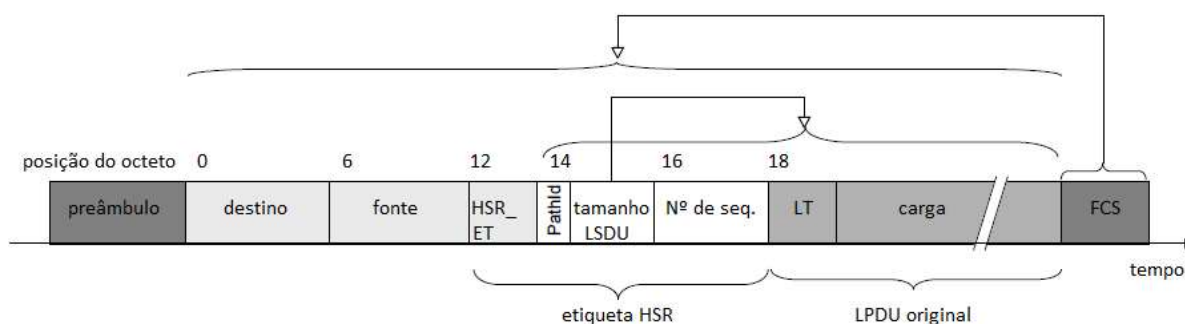 posição do octeto 0 6 12 14 16 18
preâmbulo destino fonte HSR_ PathId tamanho Nº de seq. LT carga FCS
ET LSDU
tempo
etiqueta HSR LPDU original